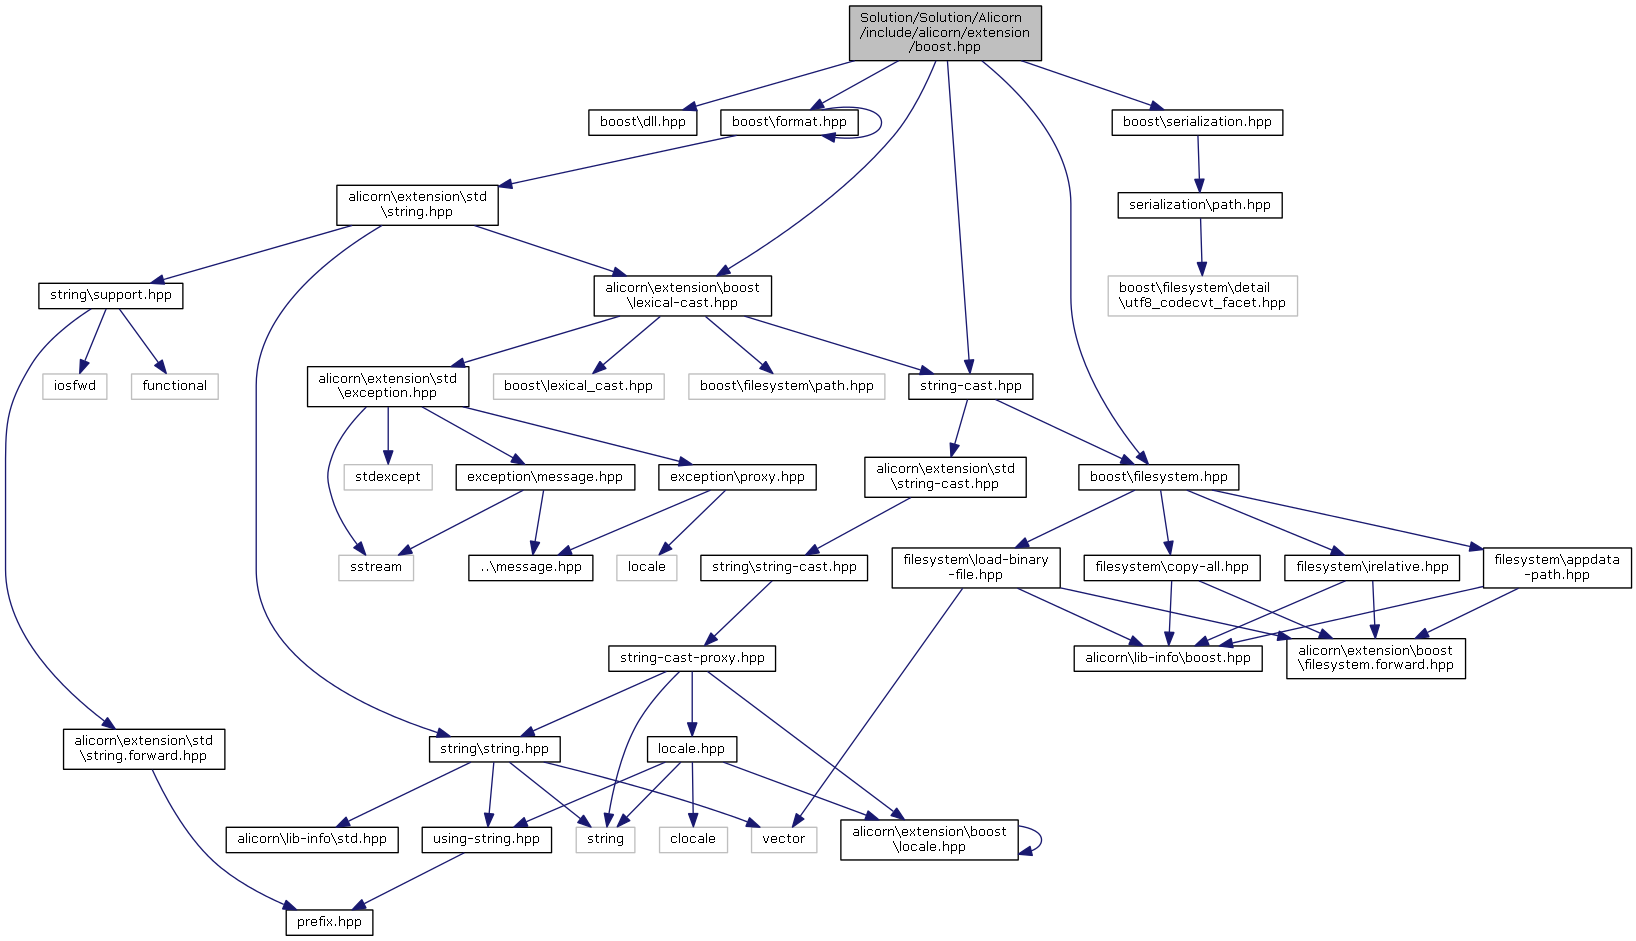 Solution/Solution/Alicorn
/include/alicorn/extension
/boost.hpp
boost\dll.hpp
boost\format.hpp
boost\serialization.hpp
alicorn\extension\std
\string.hpp
serialization\path.hpp
string\support.hpp
alicorn\extension\boost
\lexical-cast.hpp
boost\filesystem\detail
\utf8_codecvt_facet.hpp
iosfwd
functional
alicorn\extension\std
\exception.hpp
boost\lexical_cast.hpp
boost\filesystem\path.hpp
string-cast.hpp
stdexcept
exception\message.hpp
exception\proxy.hpp
alicorn\extension\std
\string-cast.hpp
boost\filesystem.hpp
sstream
..\message.hpp
locale
string\string-cast.hpp
filesystem\load-binary
-file.hpp
filesystem\copy-all.hpp
filesystem\irelative.hpp
filesystem\appdata
-path.hpp
string-cast-proxy.hpp
alicorn\lib-info\boost.hpp
alicorn\extension\boost
\filesystem.forward.hpp
alicorn\extension\std
\string.forward.hpp
string\string.hpp
locale.hpp
alicorn\lib-info\std.hpp
using-string.hpp
string
clocale
vector
alicorn\extension\boost
\locale.hpp
prefix.hpp